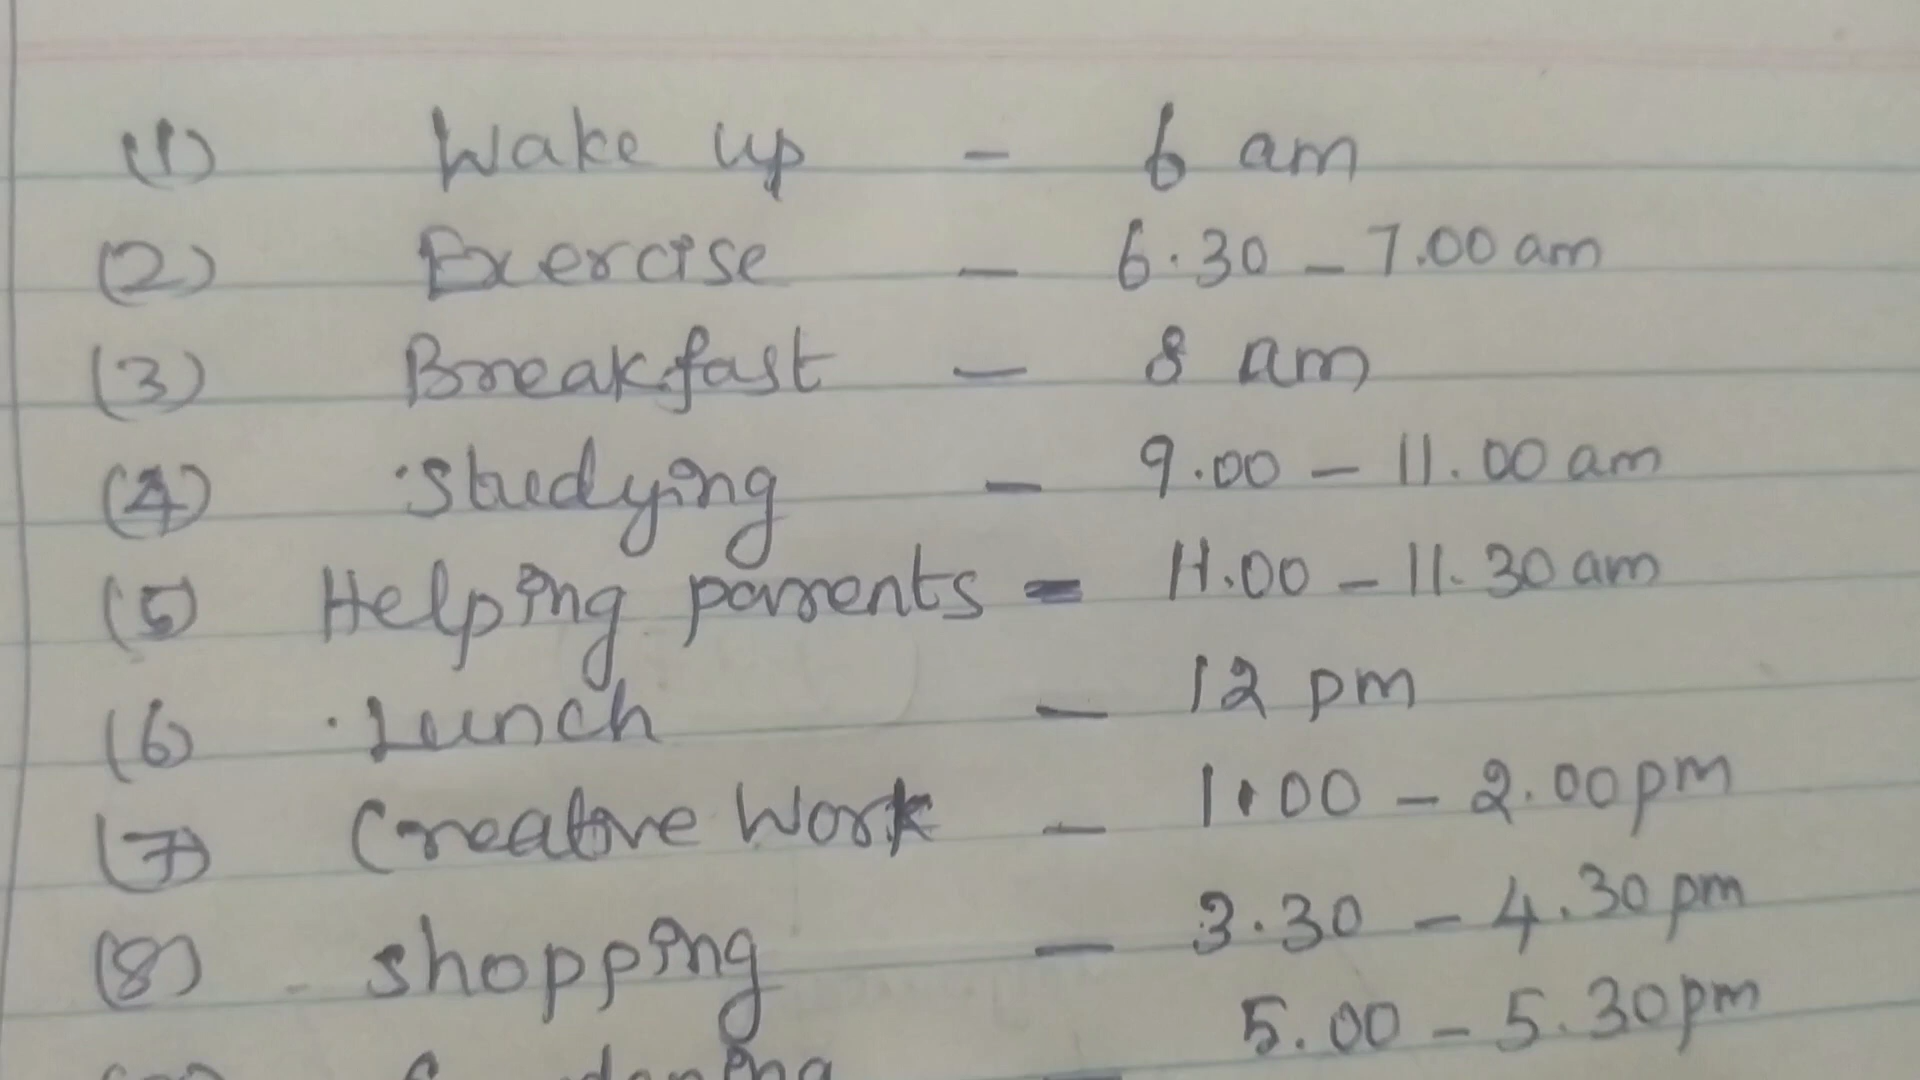 (1) Wake up - 6 am
(2) Exercise - 6.30 - 7.00 am
(3) Breakfast - 8 am
(4) Studying - 9.00 - 11.00 am
(5) Helping parents - 11.00 - 11.30 am
(6) Lunch - 12 pm
(7) Creative Work - 1.00 - 2.00 pm
(8) shopping - 3.30 - 4.30 pm
5.00 - 5.30 pm